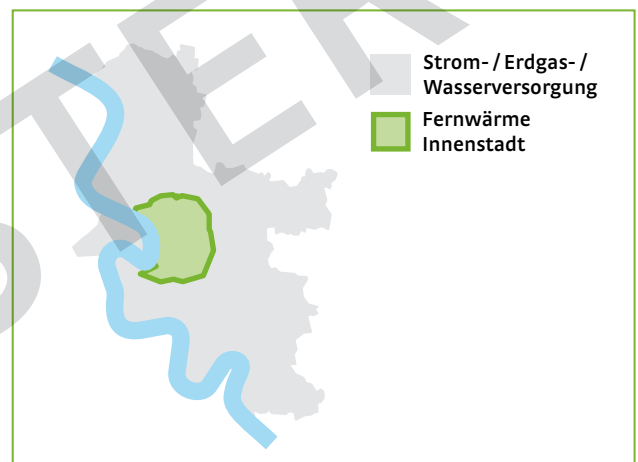 Strom- / Erdgas- /
Wasserversorgung
Fernwärme
Innenstadt